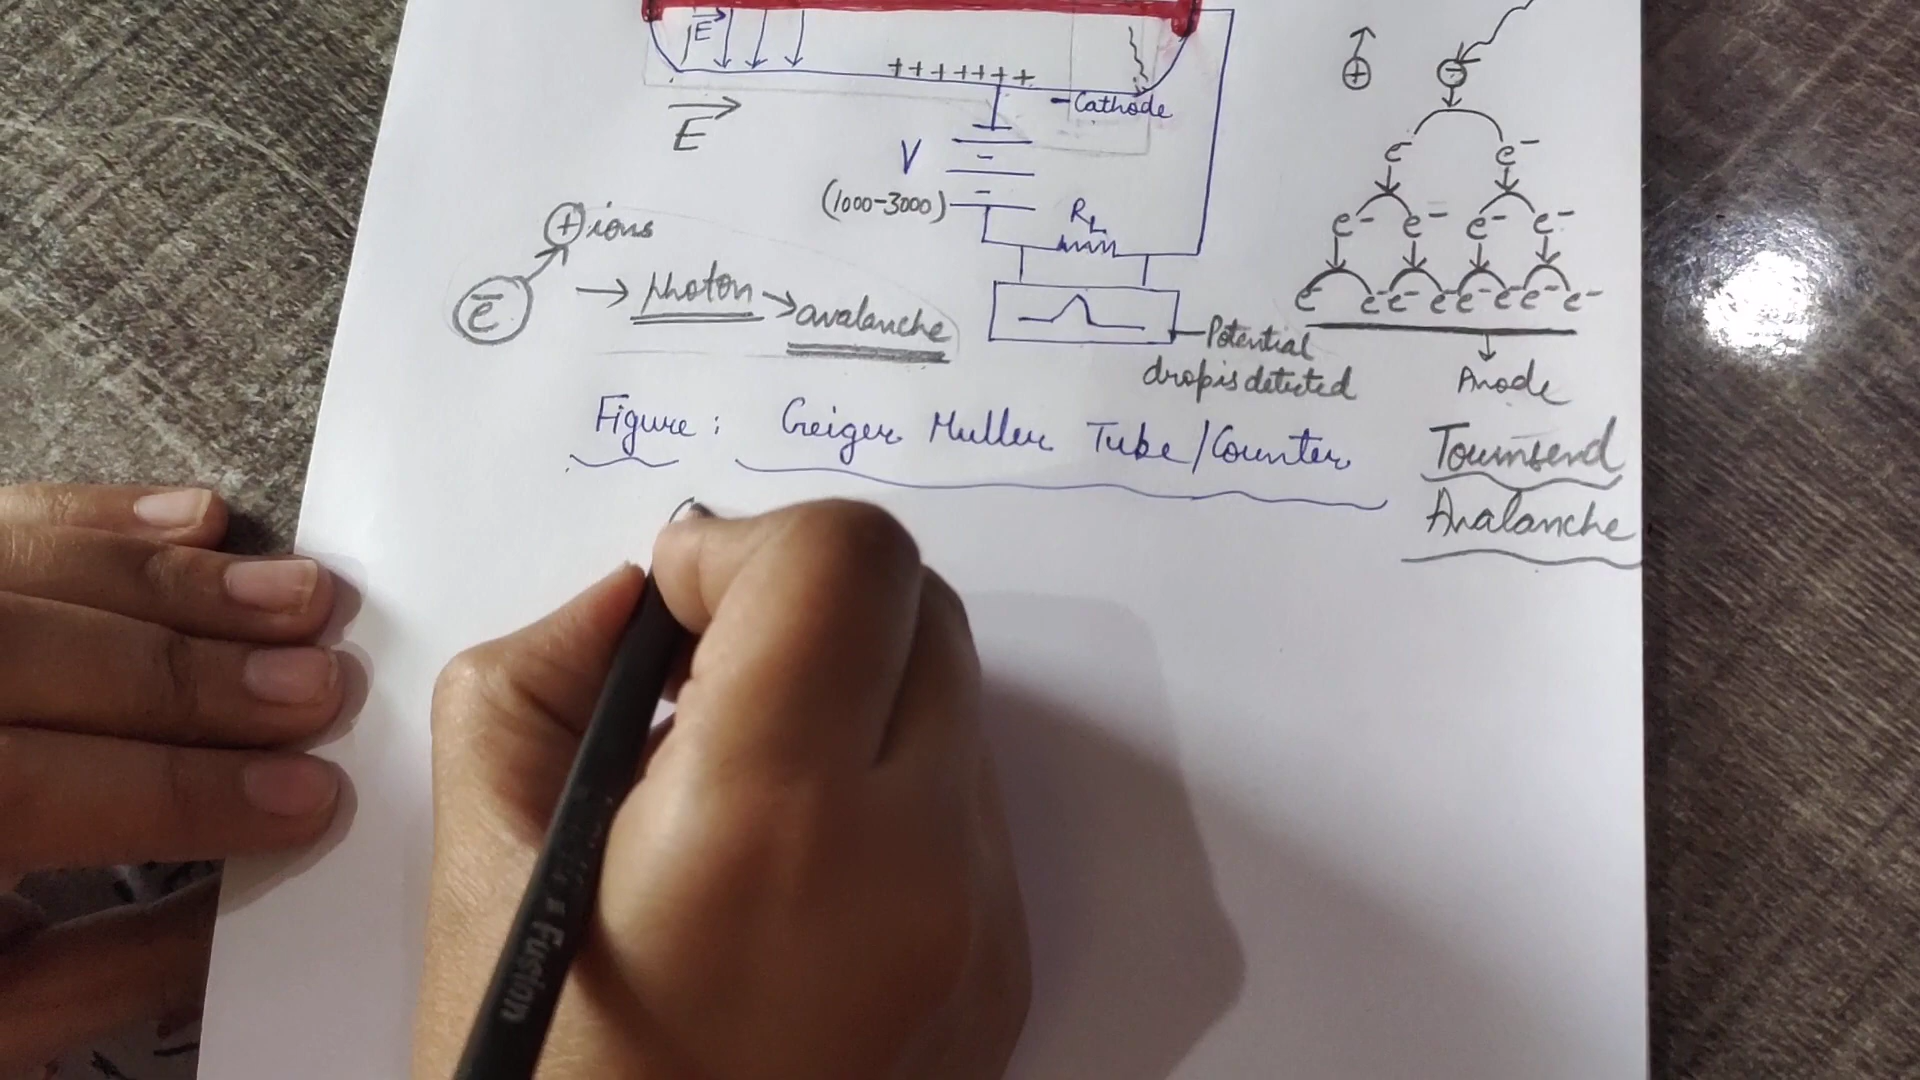 E
+++++++
- Cathode
E
V
(1000-3000)
RL
+ ions
e-
→ photon → avalanche
Potential
drop is detected
+
-
e- e-
e- e- e- e-
e- e- e- e- e- e- e- e-
Anode
Townsend
Avalanche
Figure : Geiger Muller Tube/Counter
Fusion